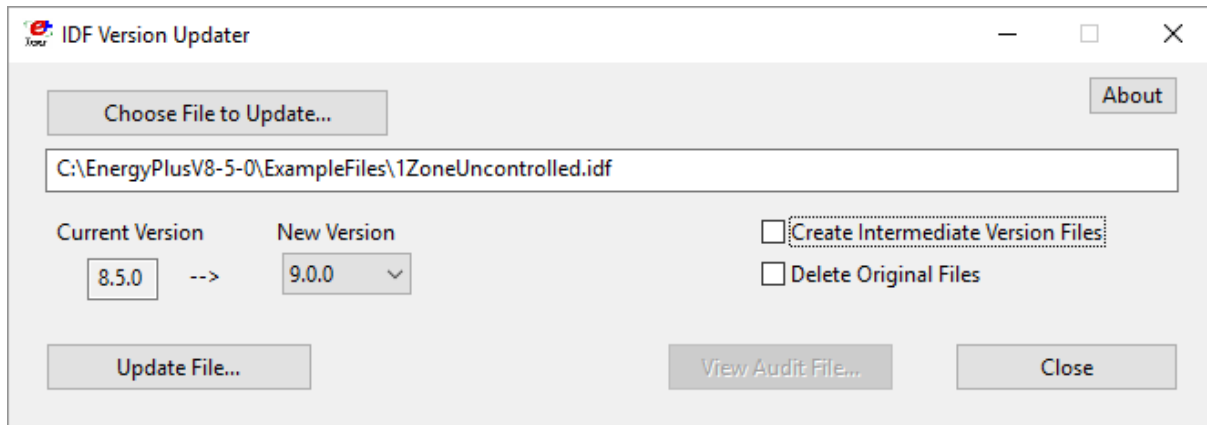 IDF Version Updater
About
Choose File to Update...
C:\EnergyPlusV8-5-0\ExampleFiles\1ZoneUncontrolled.idf
Current Version New Version
Create Intermediate Version Files
8.5.0 --> 9.0.0
Delete Original Files
Update File... View Audit File... Close